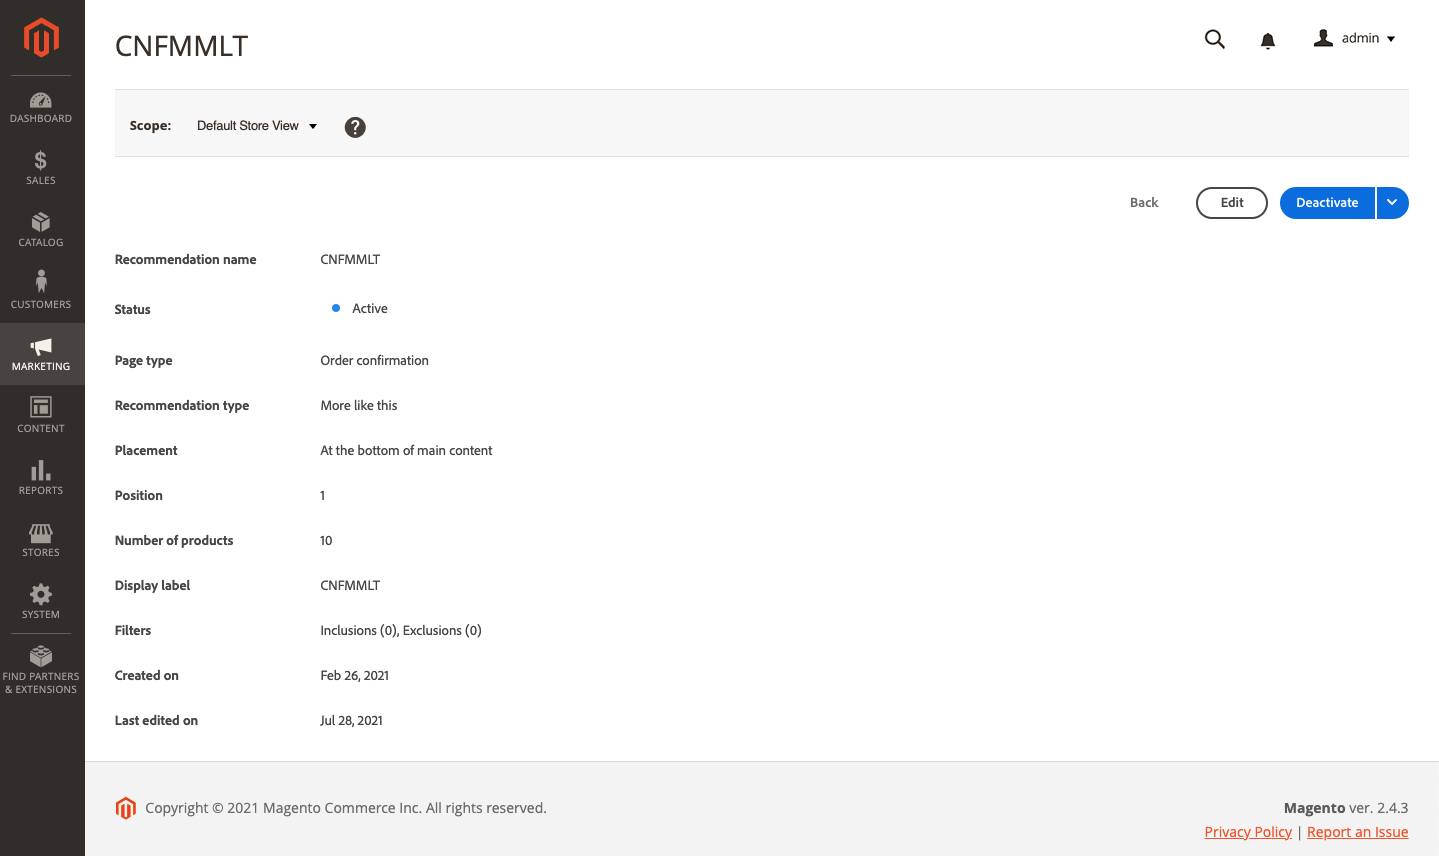 CNFMMLT
admin
Scope: Default Store View ?
Back Edit Deactivate
DASHBOARD
SALES
CATALOG
CUSTOMERS
MARKETING
CONTENT
REPORTS
STORES
SYSTEM
FIND PARTNERS
& EXTENSIONS
Recommendation name CNFMMLT
Status Active
Page type Order confirmation
Recommendation type More like this
Placement At the bottom of main content
Position 1
Number of products 10
Display label CNFMMLT
Filters Inclusions (0), Exclusions (0)
Created on Feb 26, 2021
Last edited on Jul 28, 2021
Copyright © 2021 Magento Commerce Inc. All rights reserved.
Magento ver. 2.4.3
Privacy Policy | Report an Issue